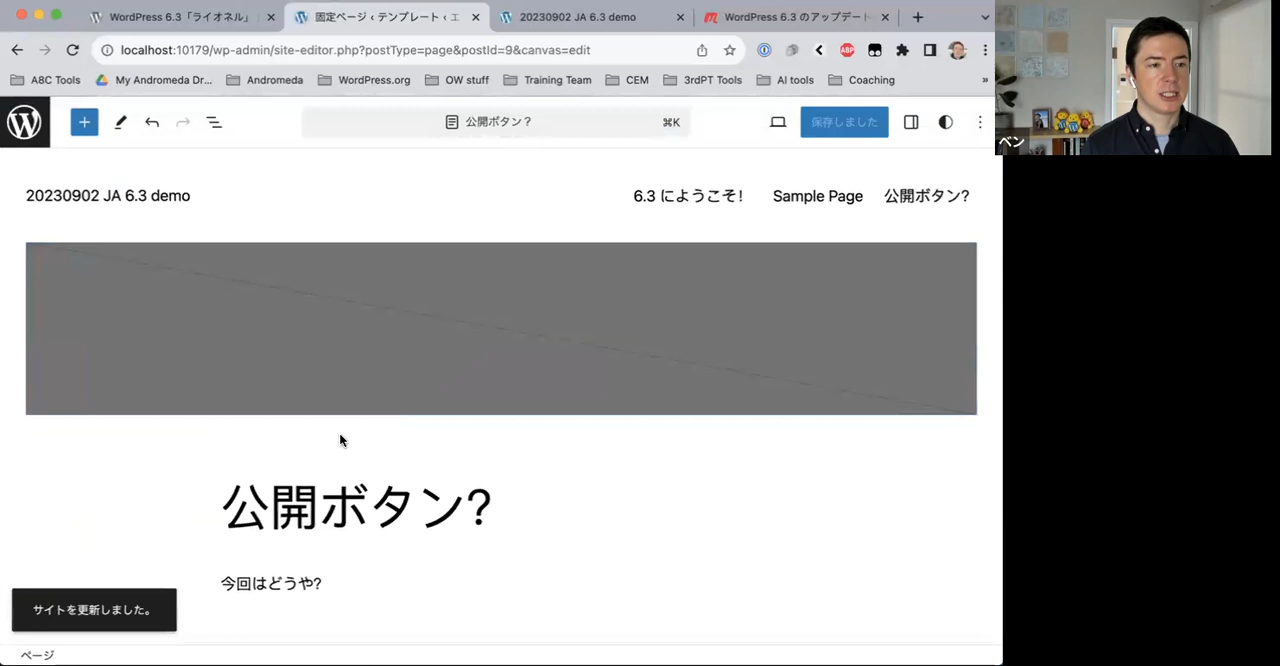 WordPress 6.3「ライオネル」
固定ページ ‹ テンプレート ‹ エ
20230902 JA 6.3 demo
WordPress 6.3 のアップデート
localhost:10179/wp-admin/site-editor.php?postType=page&postId=9&canvas=edit
ABP
A8C Tools
My Andromeda Dr...
Andromeda
WordPress.org
OW stuff
Training Team
CEM
3rdPT Tools
AI tools
Coaching
»
公開ボタン？
⌘K
保存しました
ベン
20230902 JA 6.3 demo
6.3 にようこそ!
Sample Page
公開ボタン?
公開ボタン?
今回はどうや?
サイトを更新しました。
ページ